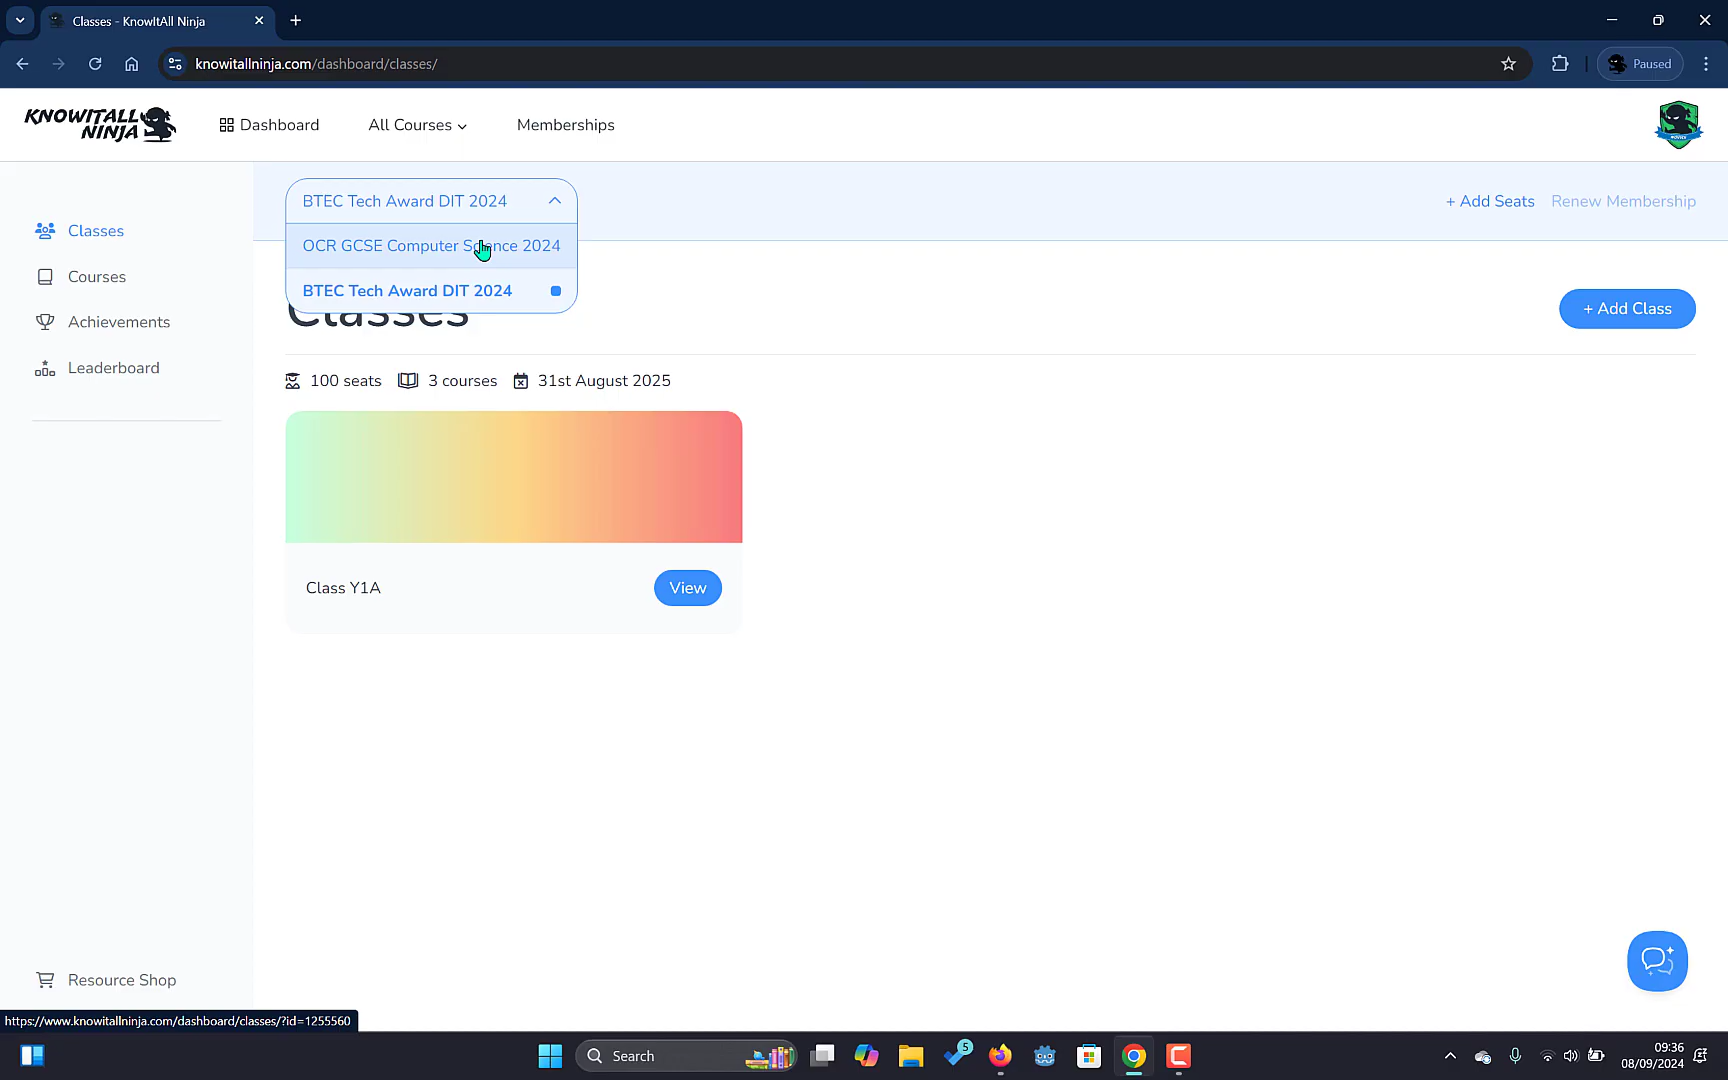 Classes - KnowItAll Ninja
knowitallninja.com/dashboard/classes/
Paused
KNOWITALL
NINJA
Dashboard
All Courses
Memberships
Classes
Courses
Achievements
Leaderboard
Resource Shop
BTEC Tech Award DIT 2024
OCR GCSE Computer Science 2024
BTEC Tech Award DIT 2024
+ Add Seats
Renew Membership
Classes
+ Add Class
100 seats
3 courses
31st August 2025
Class Y1A
View
https://www.knowitallninja.com/dashboard/classes/?id=1255560
Search
5
09:36
08/09/2024